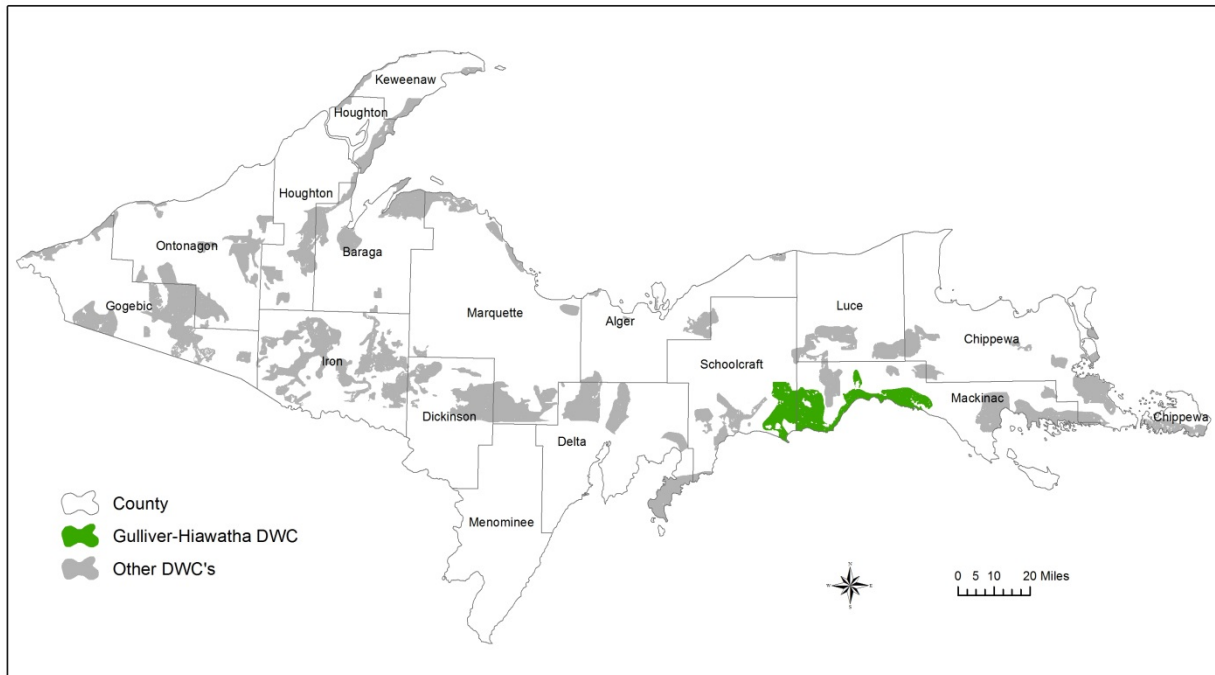 Keweenaw
Houghton
Houghton
Ontonagon
Baraga
Gogebic
Marquette
Alger
Luce
Chippewa
Iron
Schoolcraft
Mackinac
Dickinson
Chippewa
Delta
Menominee
County
Gulliver-Hiawatha DWC
Other DWC's
N
W
E
S
0 5 10 20 Miles